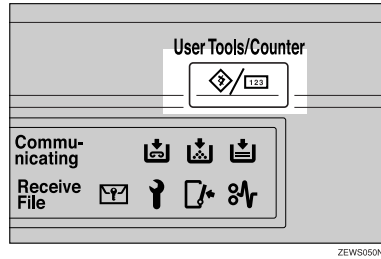 User Tools/Counter
123
Commu-
nicating
Receive
File
ZEWS050N